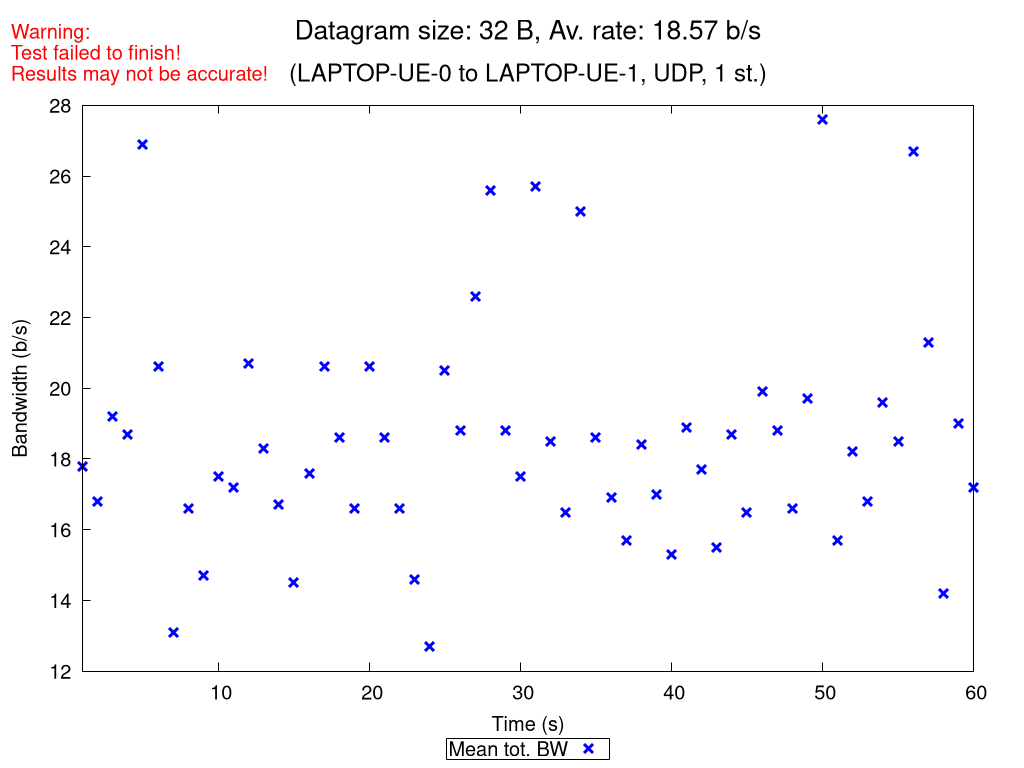 Warning:
Test failed to finish!
Results may not be accurate!
Datagram size: 32 B, Av. rate: 18.57 b/s
(LAPTOP-UE-0 to LAPTOP-UE-1, UDP, 1 st.)
28
26
24
22
20
18
16
14
12
Bandwidth (b/s)
10 20 30 40 50 60
Time (s)
Mean tot. BW